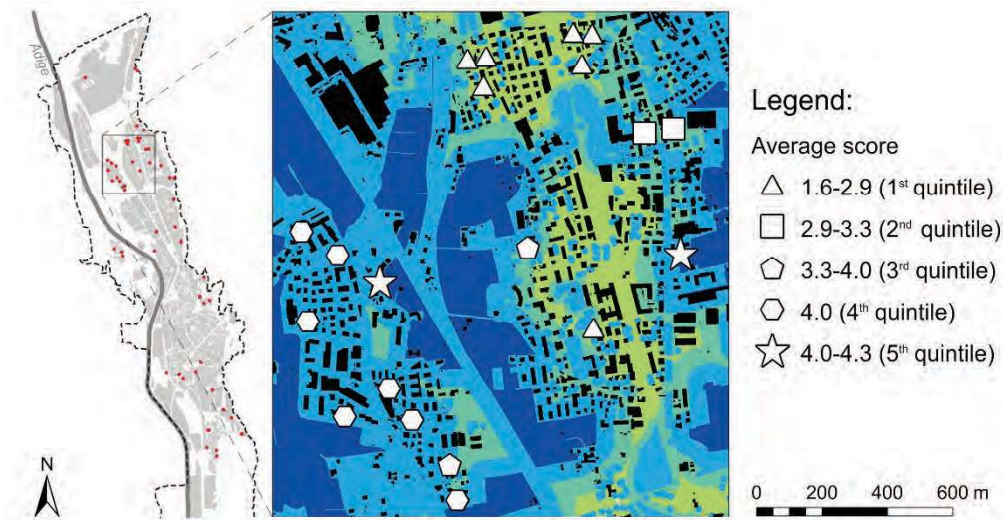 Adige
N
Legend:
Average score
1.6-2.9 (1st quintile)
2.9-3.3 (2nd quintile)
3.3-4.0 (3rd quintile)
4.0 (4th quintile)
4.0-4.3 (5th quintile)
0 200 400 600 m